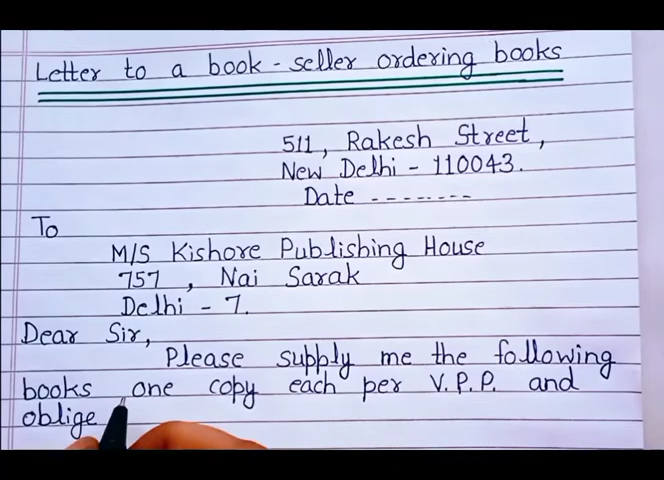 Letter to a book - seller ordering books
511, Rakesh Street,
New Delhi - 110043.
Date --------
To
M/S Kishore Publishing House
757, Nai Sarak
Delhi - 7.
Dear Sir,
Please supply me the following
books one copy each per V.P.P. and
oblige